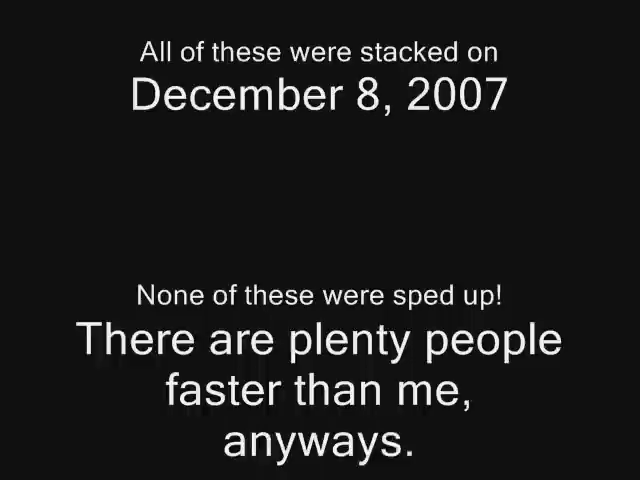 All of these were stacked on
December 8, 2007
None of these were sped up!
There are plenty people
faster than me,
anyways.